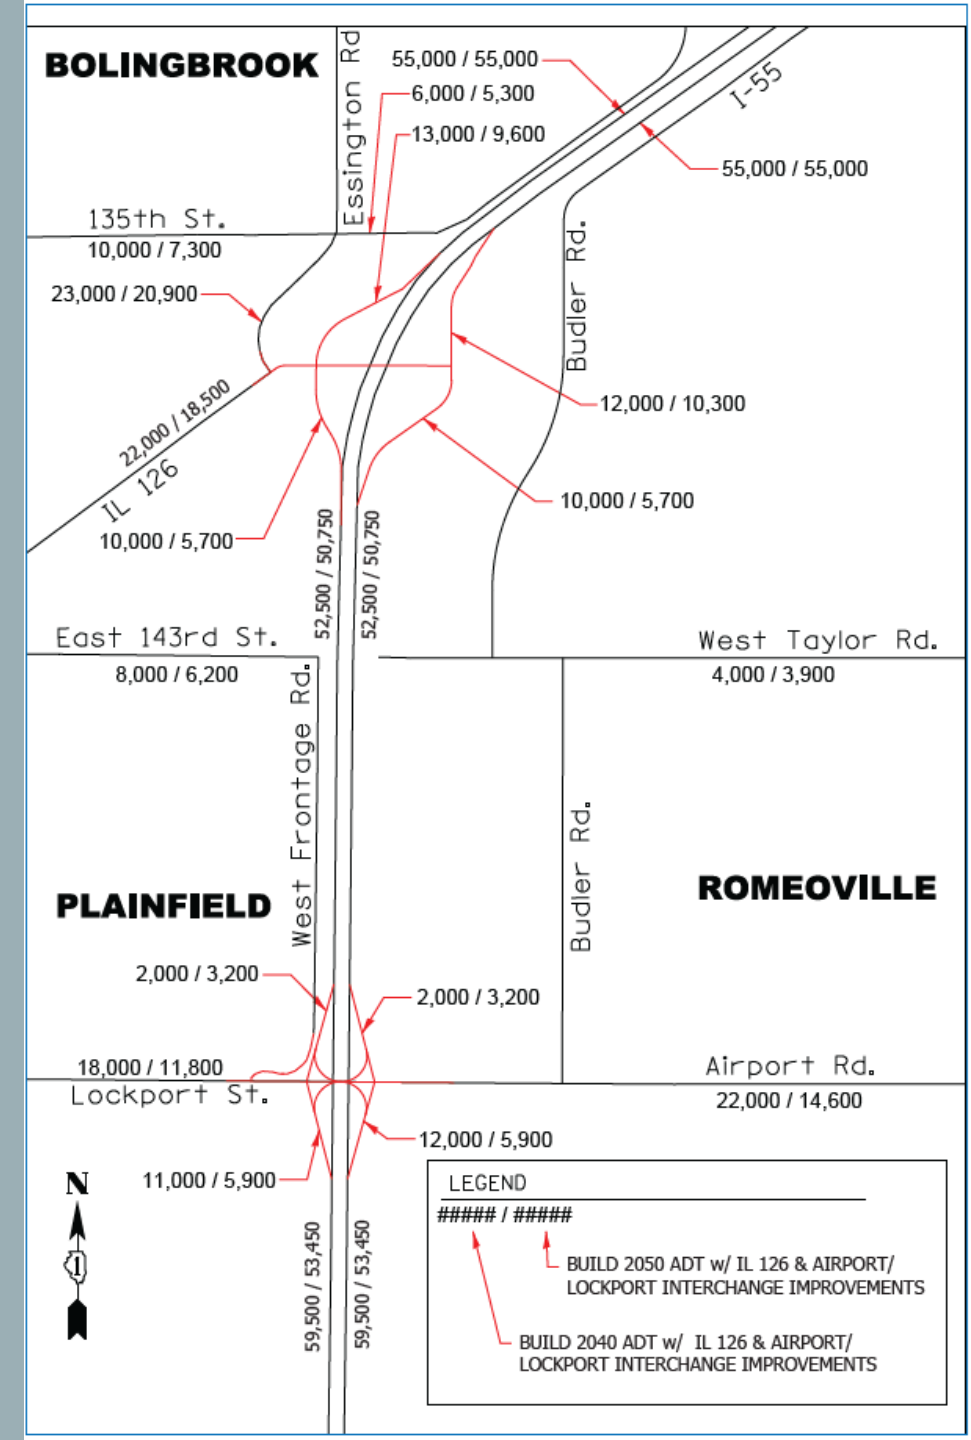 BOLINGBROOK
Essington Rd
55,000 / 55,000
6,000 / 5,300
13,000 / 9,600
I-55
55,000 / 55,000
135th St.
10,000 / 7,300
23,000 / 20,900
Budler Rd.
12,000 / 10,300
22,000 / 18,500
IL 126
10,000 / 5,700
10,000 / 5,700
52,500 / 50,750
52,500 / 50,750
East 143rd St.
8,000 / 6,200
West Taylor Rd.
4,000 / 3,900
West Frontage Rd.
Budler Rd.
PLAINFIELD
ROMEOVILLE
2,000 / 3,200
2,000 / 3,200
18,000 / 11,800
Lockport St.
Airport Rd.
22,000 / 14,600
12,000 / 5,900
11,000 / 5,900
N
1
59,500 / 53,450
59,500 / 53,450
LEGEND
##### / #####
BUILD 2050 ADT w/ IL 126 & AIRPORT/
LOCKPORT INTERCHANGE IMPROVEMENTS
BUILD 2040 ADT w/ IL 126 & AIRPORT/
LOCKPORT INTERCHANGE IMPROVEMENTS